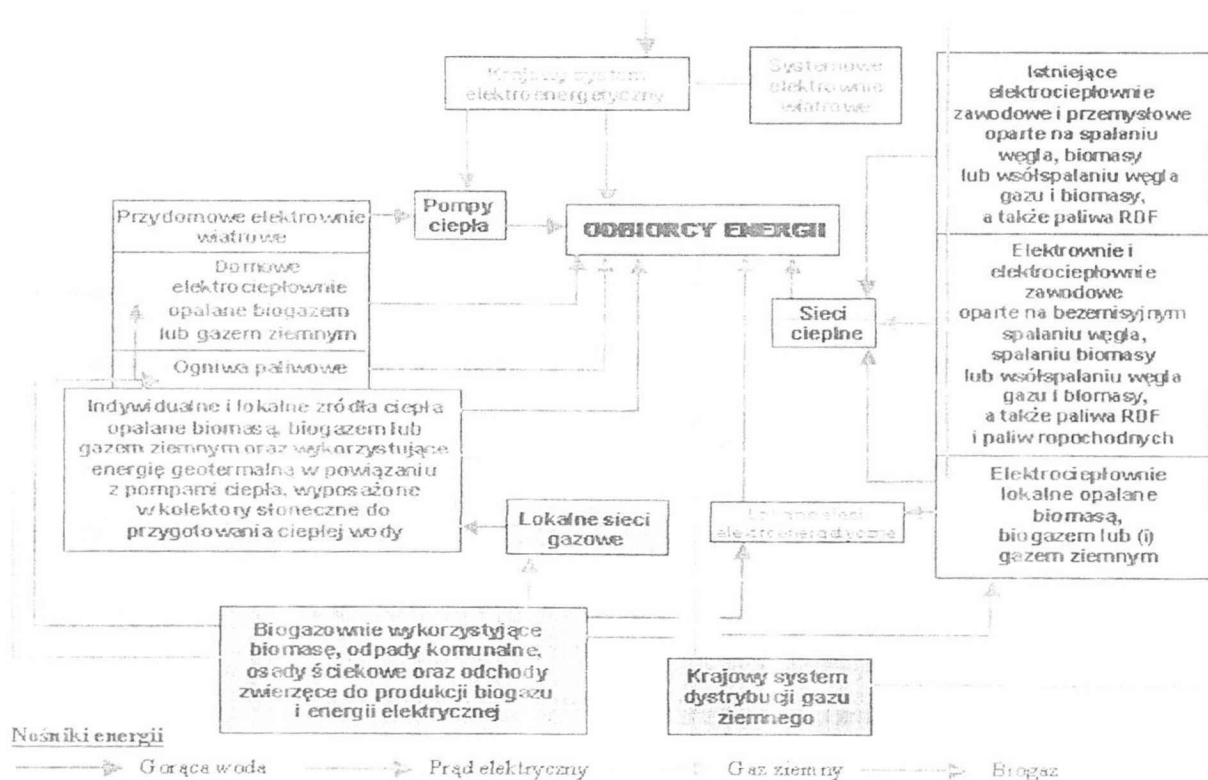 Krajowy system
elektroenergetyczny
Systemowe
elektrownie
wiatrowe
Istniejące
elektrociepłownie
zawodowe i przemysłowe
oparte na spalaniu
węgla, biomasy
lub wsółspalaniu węgla
gazu i biomasy,
a także paliwa RDF
Przydomowe elektrownie
wiatrowe
Pompy
ciepła
ODBIORCY ENERGII
Domowe
elektrociepłownie
opalane biogazem
lub gazem ziemnym
Ogniwa paliwowe
Sieci
cieplne
Elektrownie i
elektrociepłownie
zawodowe
oparte na bezemisyjnym
spalaniu węgla,
spalaniu biomasy
lub wsółspalaniu węgla
gazu i biomasy,
a także paliwa RDF
i paliw ropochodnych
Indywidualne i lokalne zródła ciepła
opalane biomasą, biogazem lub
gazem ziemnym oraz wykorzystujące
energię geotermalna w powiązaniu
z pompami ciepła, wyposażone
w kolektory słoneczne do
przygotowania ciepłej wody
Lokalne sieci
gazowe
Lokalne sieci
elektroenergetyczne
Elektrociepłownie
lokalne opalane
biomasą,
biogazem lub (i)
gazem ziemnym
Biogazownie wykorzystyjące
biomasę, odpady komunalne,
osady ściekowe oraz odchody
zwierzęce do produkcji biogazu
i energii elektrycznej
Krajowy system
dystrybucji gazu
ziemnego
Nośniki energii
Gorąca woda
Prąd elektryczny
Gaz ziemny
Biogaz